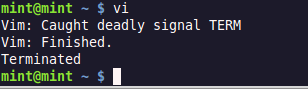 mint@mint ~ $ vi
Vim: Caught deadly signal TERM
Vim: Finished.
Terminated
mint@mint ~ $